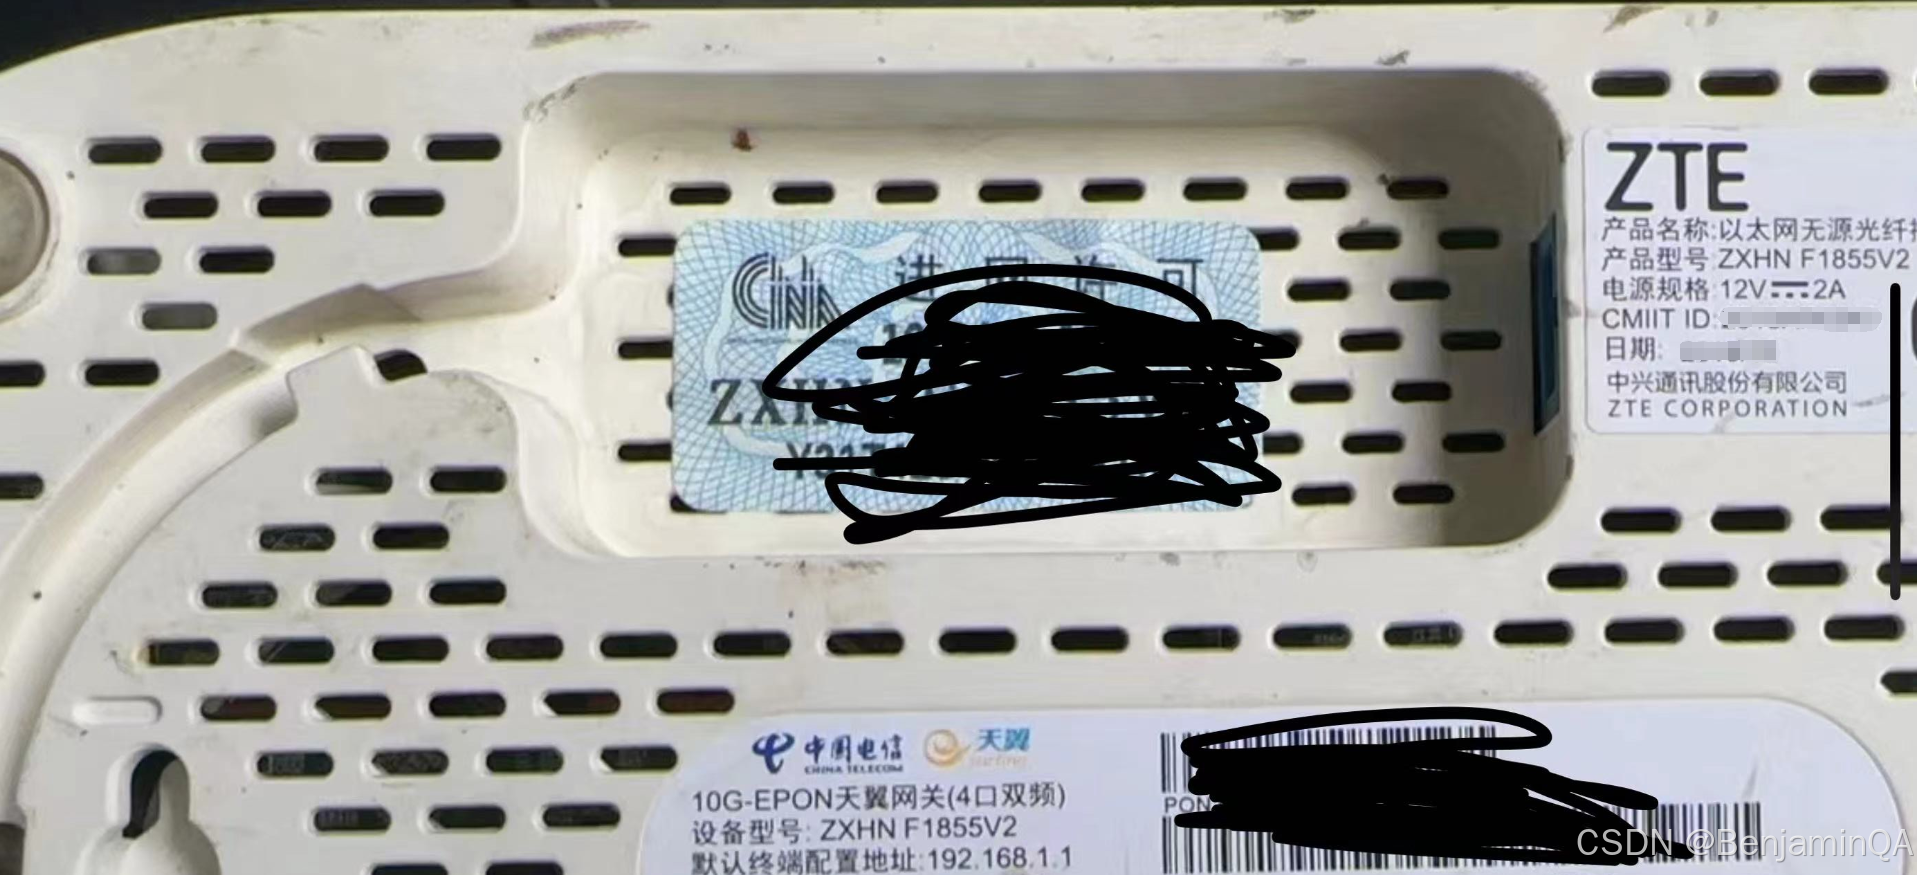 CNA
进网许可
ZXHN
ZTE
产品名称:以太网无源光纤
产品型号 ZXHN F1855V2
电源规格 12V 2A
CMIIT ID:
日期:
中兴通讯股份有限公司
ZTE CORPORATION
中国电信
CHINA TELECOM
天翼
surfing
10G-EPON天翼网关(4口双频)
设备型号: ZXHN F1855V2
默认终端配置地址:192.168.1.1
PON
CSDN @BenjaminQA